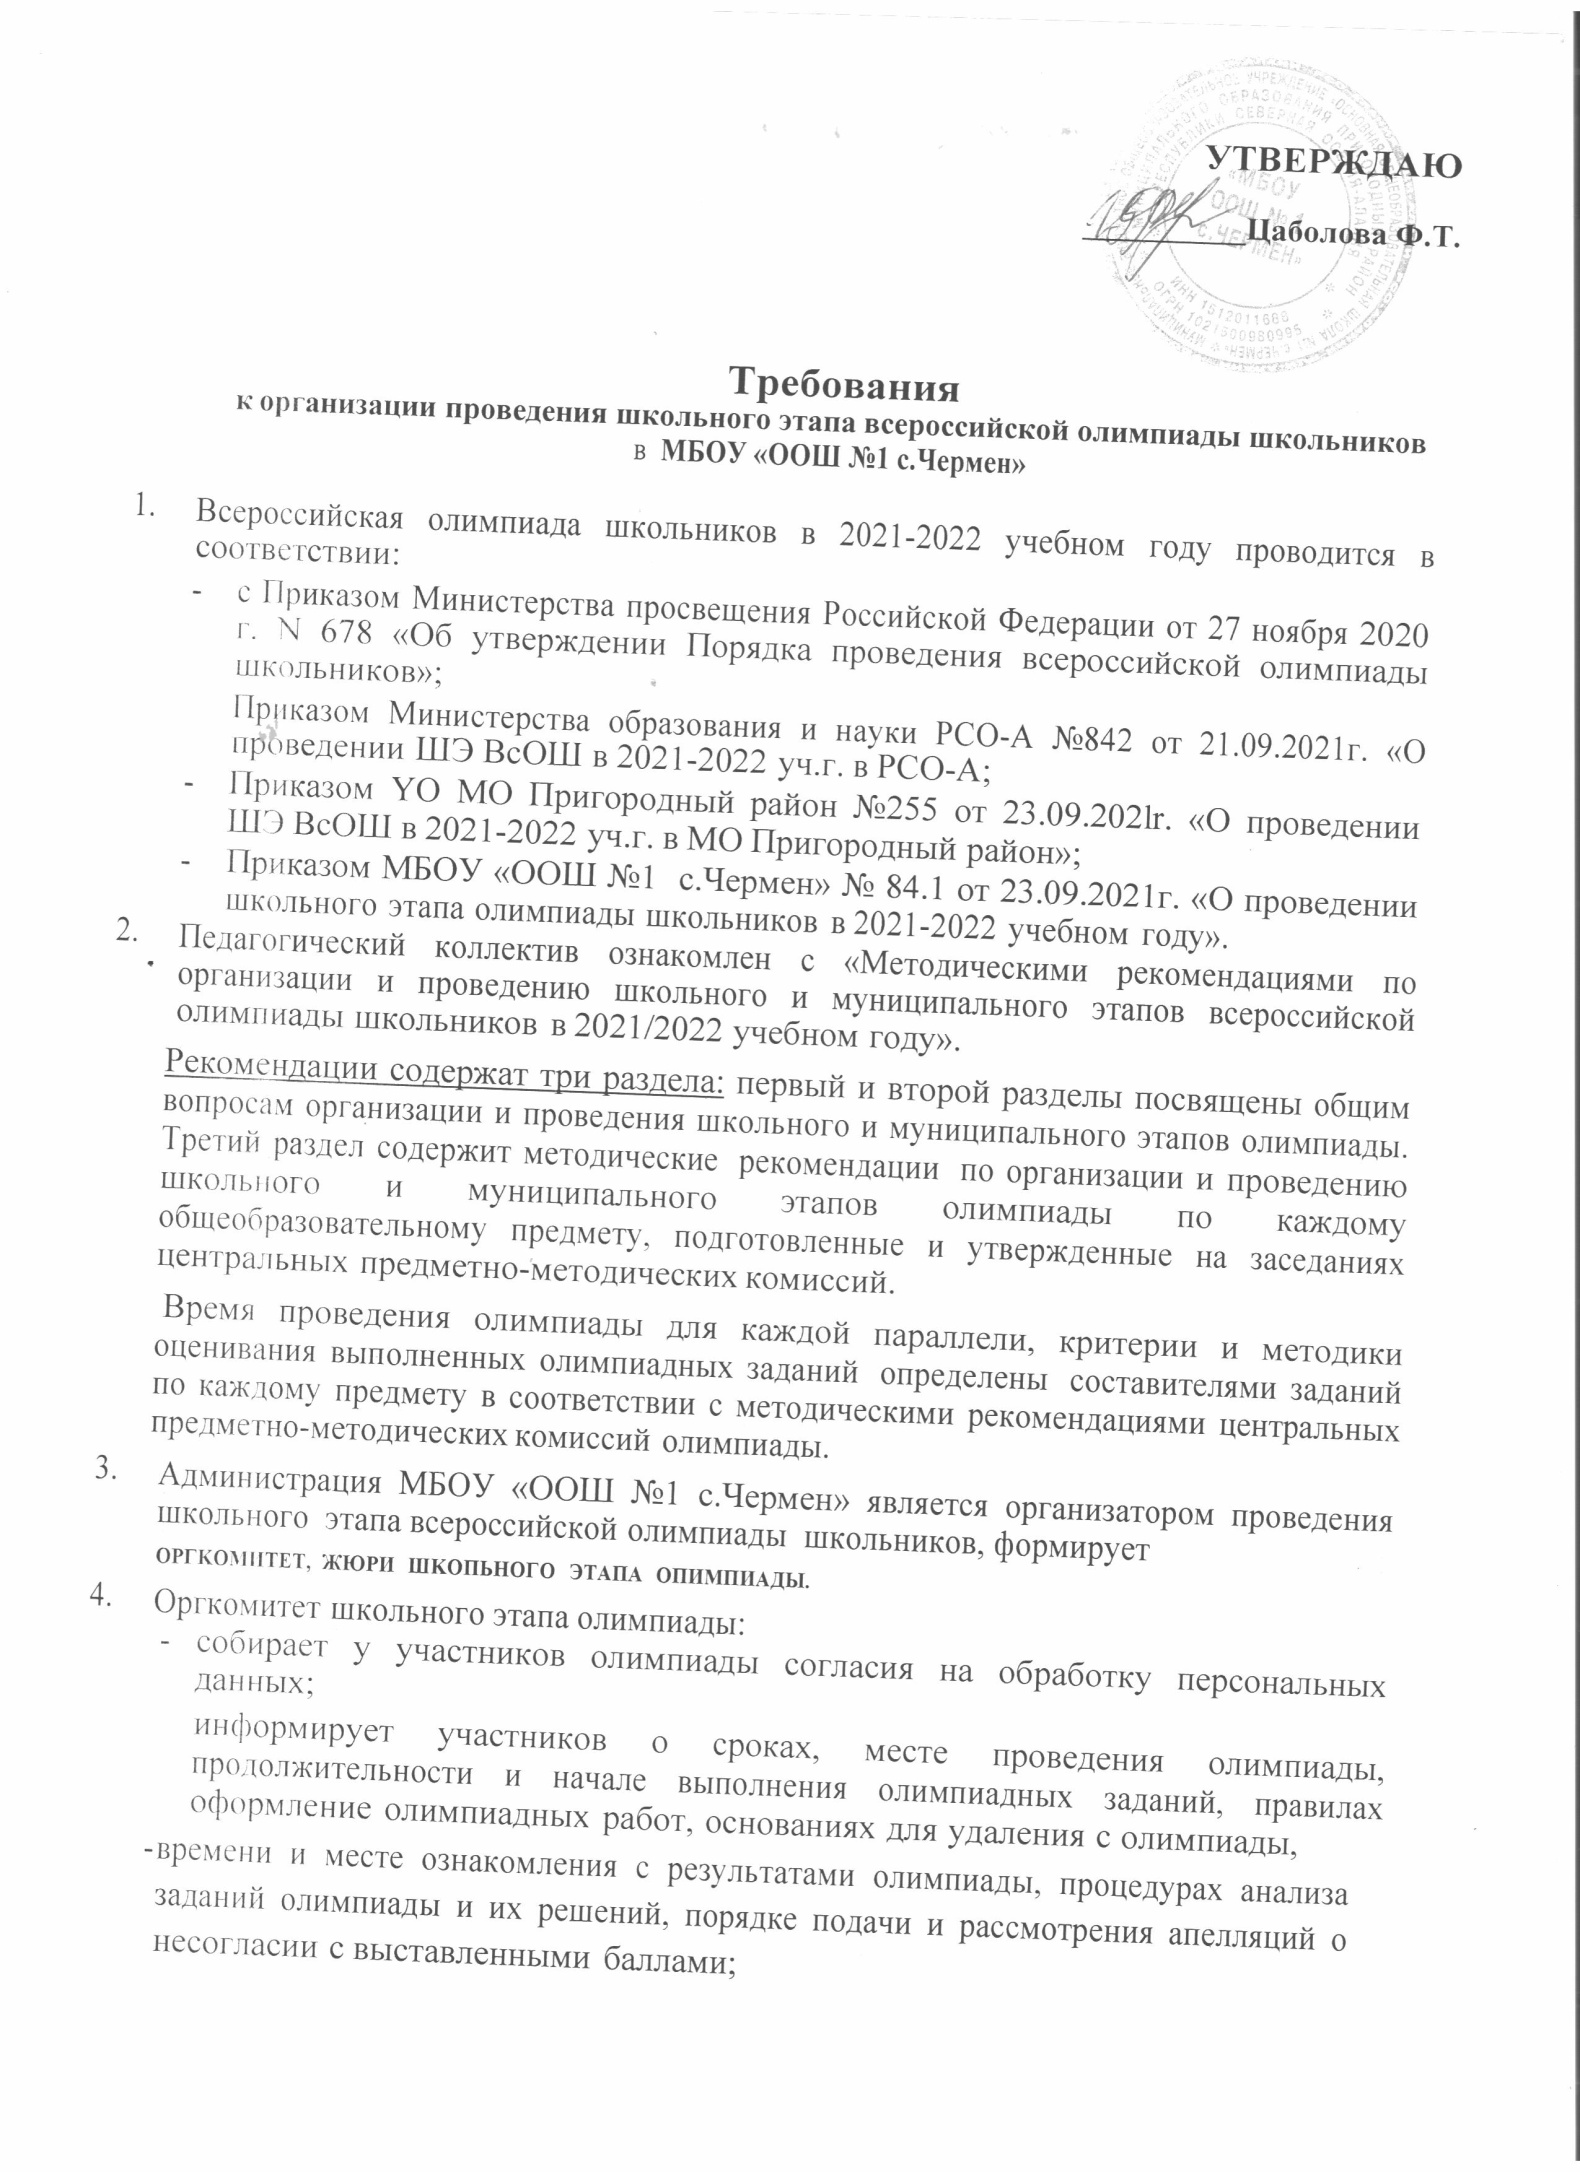 УТВЕРЖДАЮ
Цаболова Ф.Т.
«МБОУ
ООШ № 1
с.ЧЕРМЕН»
ИНН 1512011688
Требования
к организации проведения школьного этапа всероссийской олимпиады школьников
в МБОУ «ООШ №1 с.Чермен»
1. Всероссийская олимпиада школьников в 2021-2022 учебном году проводится в
соответствии:
- с Приказом Министерства просвещения Российской Федерации от 27 ноября 2020
г. N 678 «Об утверждении Порядка проведения всероссийской олимпиады
школьников»;
Приказом Министерства образования и науки РСО-А №842 от 21.09.2021г. «О
проведении ШЭ ВсОШ в 2021-2022 уч.г. в РСО-А;
- Приказом YO МО Пригородный район №255 от 23.09.202lr. «О проведении
ШЭ ВсОШ в 2021-2022 уч.г. в МО Пригородный район»;
- Приказом МБОУ «ООШ №1 с.Чермен» № 84.1 от 23.09.2021г. «О проведении
школьного этапа олимпиады школьников в 2021-2022 учебном году».
2. Педагогический коллектив ознакомлен с «Методическими рекомендациями по
организации и проведению школьного и муниципального этапов всероссийской
олимпиады школьников в 2021/2022 учебном году».
Рекомендации содержат три раздела: первый и второй разделы посвящены общим
вопросам организации и проведения школьного и муниципального этапов олимпиады.
Третий раздел содержит методические рекомендации по организации и проведению
школьного и муниципального этапов олимпиады по каждому
общеобразовательному предмету, подготовленные и утвержденные на заседаниях
центральных предметно-методических комиссий.
Время проведения олимпиады для каждой параллели, критерии и методики
оценивания выполненных олимпиадных заданий определены составителями заданий
по каждому предмету в соответствии с методическими рекомендациями центральных
предметно-методических комиссий олимпиады.
3. Администрация МБОУ «ООШ №1 с.Чермен» является организатором проведения
школьного этапа всероссийской олимпиады школьников, формирует
ОРГКОМИТЕТ, ЖЮРИ ШКОПЬНОГО ЭТАПА ОПИМПИАДЫ.
4. Оргкомитет школьного этапа олимпиады:
- собирает у участников олимпиады согласия на обработку персональных
данных;
информирует участников о сроках, месте проведения олимпиады,
продолжительности и начале выполнения олимпиадных заданий, правилах
оформление олимпиадных работ, основаниях для удаления с олимпиады,
-времени и месте ознакомления с результатами олимпиады, процедурах анализа
заданий олимпиады и их решений, порядке подачи и рассмотрения апелляций о
несогласии с выставленными баллами;